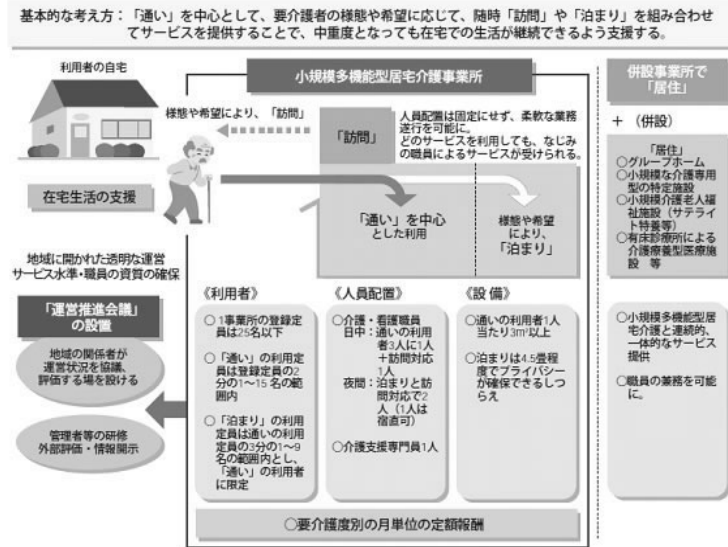 基本的な考え方：「通い」を中心として、要介護者の様態や希望に応じて、随時「訪問」や「泊まり」を組み合わせ
てサービスを提供することで、中重度となっても在宅での生活が継続できるよう支援する。
利用者の自宅
小規模多機能型居宅介護事業所
様態や希望により、「訪問」
「訪問」
人員配置は固定にせず、柔軟な業務
遂行を可能に。
どのサービスを利用しても、なじみ
の職員によるサービスが受けられる。
在宅生活の支援
「通い」を中心
とした利用
様態や希望
により、
「泊まり」
併設事業所で
「居住」
＋ （併設）
「居住」
○グループホーム
○小規模な介護専用
型の特定施設
○小規模介護老人福
祉施設（サテライ
ト特養等）
○有床診療所による
介護療養型医療施
設 等
地域に開かれた透明な運営
サービス水準・職員の資質の確保
「運営推進会議」
の設置
地域の関係者が
運営状況を協議、
評価する場を設ける
管理者等の研修
外部評価・情報開示
《利用者》
○1事業所の登録定
員は25名以下
○「通い」の利用定
員は登録定員の2
分の1～15名の範
囲内
○「泊まり」の利用
定員は通いの利用
定員の3分の1～9
名の範囲内とし、
「通い」の利用者
に限定
《人員配置》
○介護・看護職員
日中：通いの利用
者3人に1人
＋訪問対応
1人
夜間：泊まりと訪
問対応で2
人（1人は
宿直可）
○介護支援専門員1人
《設 備》
○通いの利用者1人
当たり3m²以上
○泊まりは4.5畳程
度でプライバシー
が確保できるしつ
らえ
○小規模多機能型居
宅介護と連続的、
一体的なサービス
提供
○職員の兼務を可能
に。
○要介護度別の月単位の定額報酬